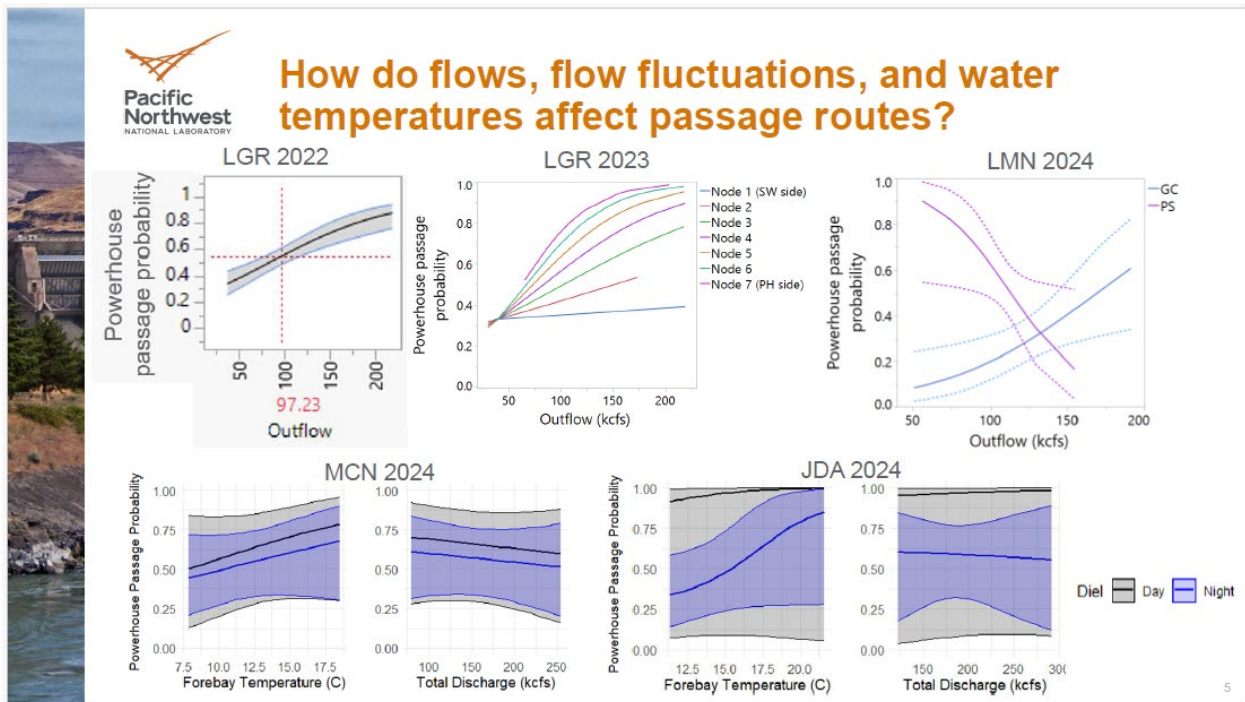 Pacific
Northwest
NATIONAL LABORATORY
How do flows, flow fluctuations, and water
temperatures affect passage routes?
LGR 2022
Powerhouse
passage probability
1
0.8
0.6
0.4
0.2
0
50
100
150
200
97.23
Outflow
LGR 2023
Powerhouse passage
probability
1.0
0.8
0.6
0.4
0.2
0.0
50 100 150 200
Outflow (kcfs)
Node 1 (SW side)
Node 2
Node 3
Node 4
Node 5
Node 6
Node 7 (PH side)
LMN 2024
Powerhouse passage
probability
1.0
0.8
0.6
0.4
0.2
0.0
50 100 150 200
Outflow (kcfs)
GC
PS
MCN 2024
Powerhouse Passage Probability
1.00
0.75
0.50
0.25
0.00
7.5 10.0 12.5 15.0 17.5
Forebay Temperature (C)
1.00
0.75
0.50
0.25
0.00
100 150 200 250
Total Discharge (kcfs)
JDA 2024
Powerhouse Passage Probability
1.00
0.75
0.50
0.25
0.00
12.5 15.0 17.5 20.0
Forebay Temperature (C)
1.00
0.75
0.50
0.25
0.00
150 200 250 300
Total Discharge (kcfs)
Diel Day Night
5